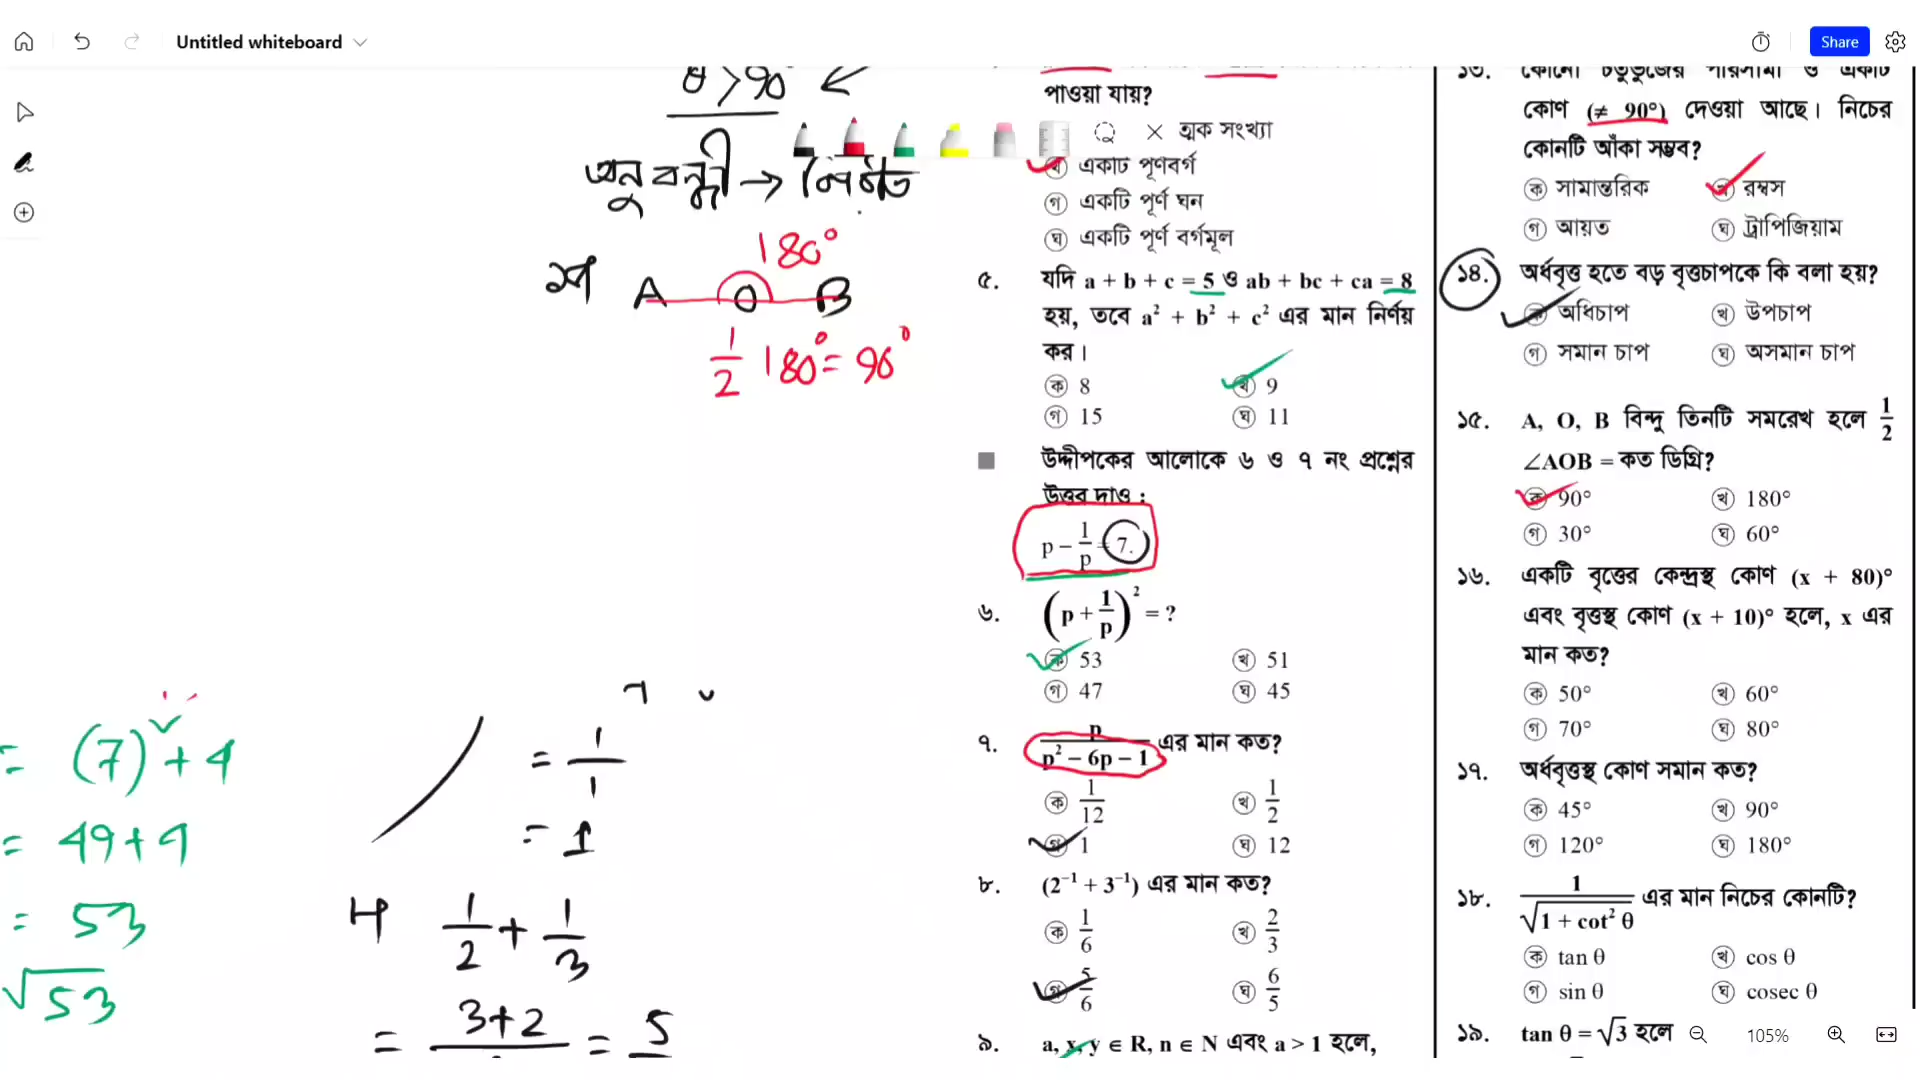 Untitled whiteboard
Share
θ > 90°
অনুবন্ধী →
180°
A O B
1/2 180° = 90°
= (7)² + 4
= 49 + 4
= 53
√53
= 1/1
= 1
1/2 + 1/3
= 3+2 = 5
পাওয়া যায়?
ত্মক সংখ্যা
একটি পূর্ণবর্গ
গ একটি পূর্ণ ঘন
ঘ একটি পূর্ণ বর্গমূল
৫. যদি a + b + c = 5 ও ab + bc + ca = 8
হয়, তবে a² + b² + c² এর মান নির্ণয়
কর।
ক 8 খ 9
গ 15 ঘ 11
উদ্দীপকের আলোকে ৬ ও ৭ নং প্রশ্নের
উত্তর দাও :
p − 1/p = 7.
৬. (p + 1/p)² = ?
ক 53 খ 51
গ 47 ঘ 45
৭. p/(p² − 6p − 1) এর মান কত?
ক 1/12 খ 1/2
গ 1 ঘ 12
৮. (2⁻¹ + 3⁻¹) এর মান কত?
ক 1/6 খ 2/3
গ 5/6 ঘ 6/5
৯. a, x, y ∈ R, n ∈ N এবং a > 1 হলে,
১৩. কোনো চতুর্ভুজের পরিসীমা ও একটি
কোণ (≠ 90°) দেওয়া আছে। নিচের
কোনটি আঁকা সম্ভব?
ক সামান্তরিক খ রম্বস
গ আয়ত ঘ ট্রাপিজিয়াম
১৪. অর্ধবৃত্ত হতে বড় বৃত্তচাপকে কি বলা হয়?
ক অধিচাপ খ উপচাপ
গ সমান চাপ ঘ অসমান চাপ
১৫. A, O, B বিন্দু তিনটি সমরেখ হলে 1/2
∠AOB = কত ডিগ্রি?
ক 90° খ 180°
গ 30° ঘ 60°
১৬. একটি বৃত্তের কেন্দ্রস্থ কোণ (x + 80)°
এবং বৃত্তস্থ কোণ (x + 10)° হলে, x এর
মান কত?
ক 50° খ 60°
গ 70° ঘ 80°
১৭. অর্ধবৃত্তস্থ কোণ সমান কত?
ক 45° খ 90°
গ 120° ঘ 180°
১৮. 1/√(1 + cot² θ) এর মান নিচের কোনটি?
ক tan θ খ cos θ
গ sin θ ঘ cosec θ
১৯. tan θ = √3 হলে
105%